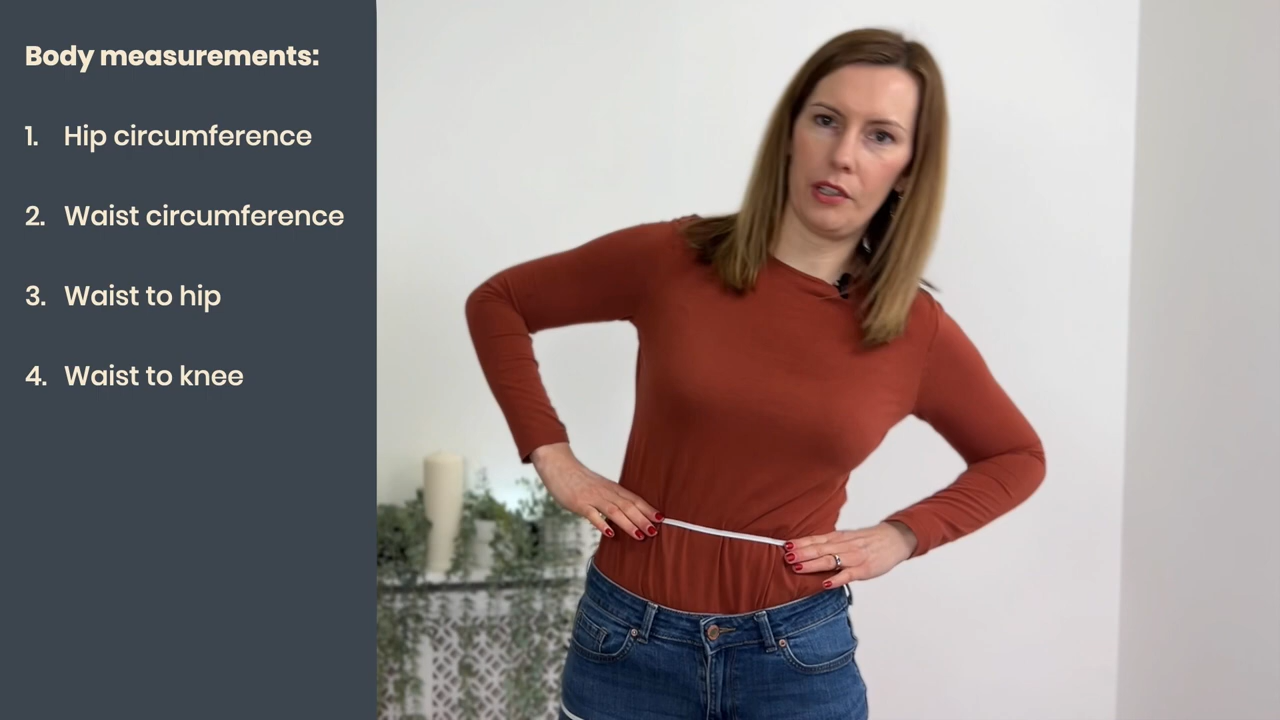 Body measurements:
1. Hip circumference
2. Waist circumference
3. Waist to hip
4. Waist to knee